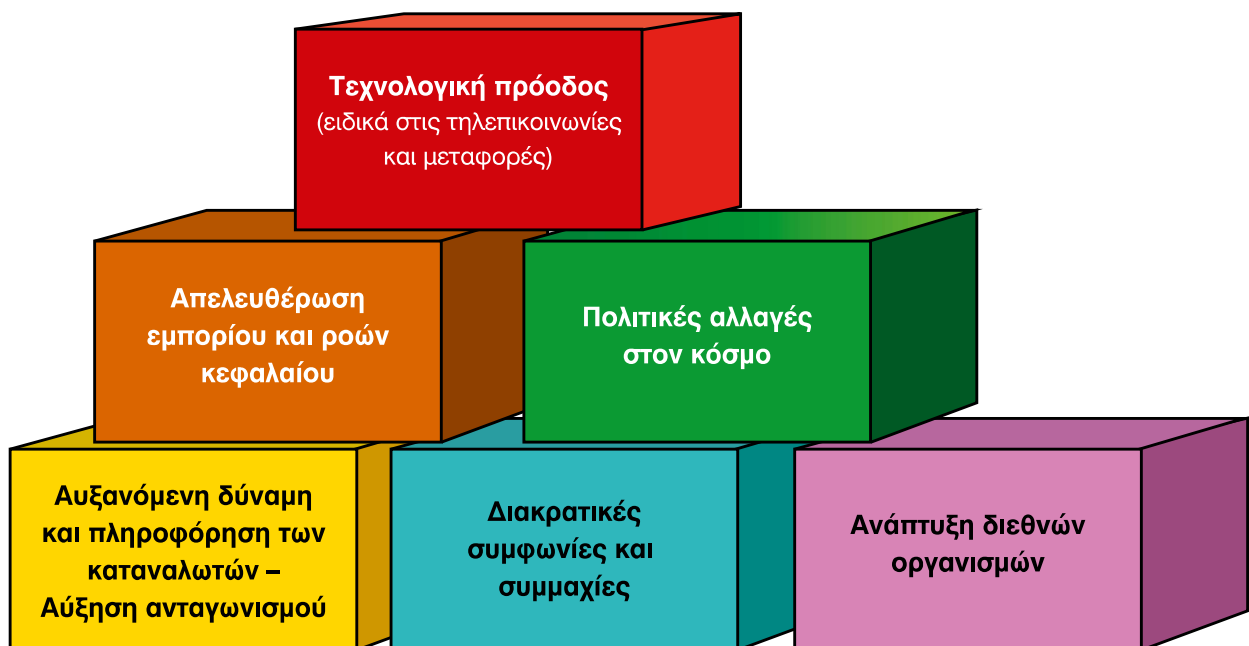 Τεχνολογική πρόοδος
(ειδικά στις τηλεπικοινωνίες
και μεταφορές)
Απελευθέρωση
εμπορίου και ροών
κεφαλαίου
Πολιτικές αλλαγές
στον κόσμο
Αυξανόμενη δύναμη
και πληροφόρηση των
καταναλωτών –
Αύξηση ανταγωνισμού
Διακρατικές
συμφωνίες και
συμμαχίες
Ανάπτυξη διεθνών
οργανισμών